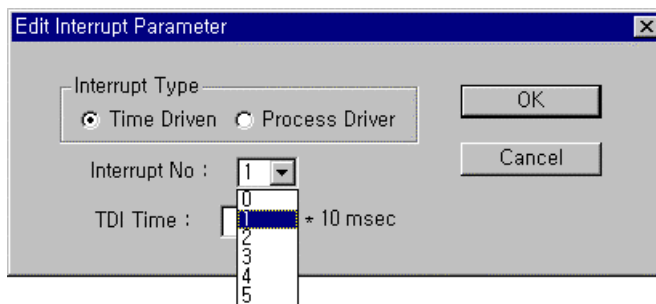 Edit Interrupt Parameter
Interrupt Type
Time Driven Process Driver
OK
Interrupt No : 1
Cancel
0
1
TDI Time : * 10 msec
2
3
4
5